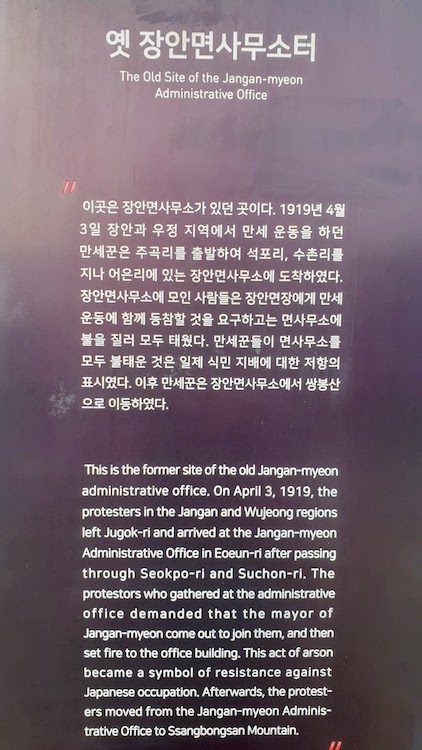 옛 장안면사무소터
The Old Site of the Jangan-myeon
Administrative Office
이곳은 장안면사무소가 있던 곳이다. 1919년 4월
3일 장안과 우정 지역에서 만세 운동을 하던
만세꾼은 주곡리를 출발하여 석포리, 수촌리를
지나 어은리에 있는 장안면사무소에 도착하였다.
장안면사무소에 모인 사람들은 장안면장에게 만세
운동에 함께 동참할 것을 요구하고는 면사무소에
불을 질러 모두 태웠다. 만세꾼들이 면사무소를
모두 불태운 것은 일제 식민 지배에 대한 저항의
표시였다. 이후 만세꾼은 장안면사무소에서 쌍봉산
으로 이동하였다.
This is the former site of the old Jangan-myeon
administrative office. On April 3, 1919, the
protesters in the Jangan and Wujeong regions
left Jugok-ri and arrived at the Jangan-myeon
Administrative Office in Eoeun-ri after passing
through Seokpo-ri and Suchon-ri. The
protestors who gathered at the administrative
office demanded that the mayor of
Jangan-myeon come out to join them, and then
set fire to the office building. This act of arson
became a symbol of resistance against
Japanese occupation. Afterwards, the protest-
ers moved from the Jangan-myeon Adminis-
trative Office to Ssangbongsan Mountain.